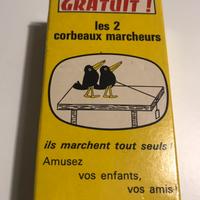 GRATUIT !
les 2
corbeaux marcheurs
ils marchent tout seuls !
Amusez
vos enfants,
vos amis !